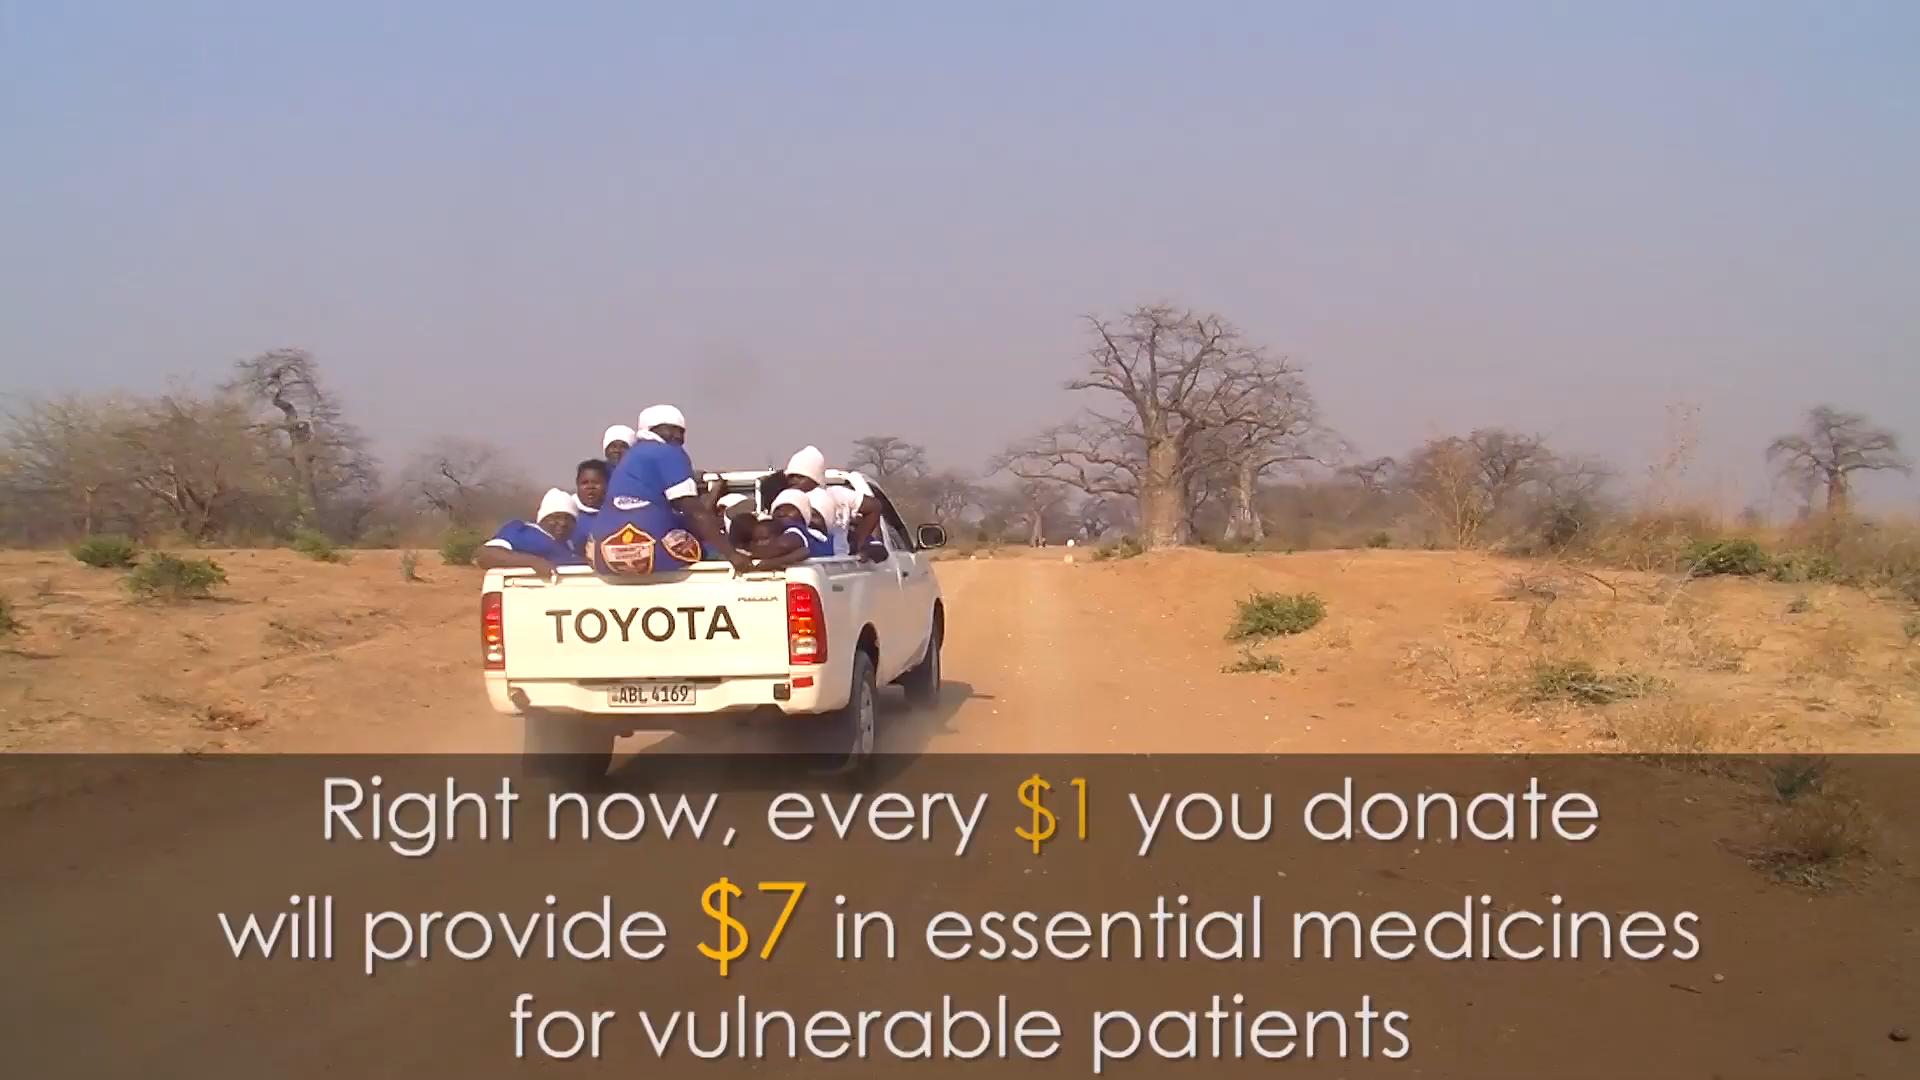 TOYOTA
ABL 4169
Right now, every $1 you donate
will provide $7 in essential medicines
for vulnerable patients